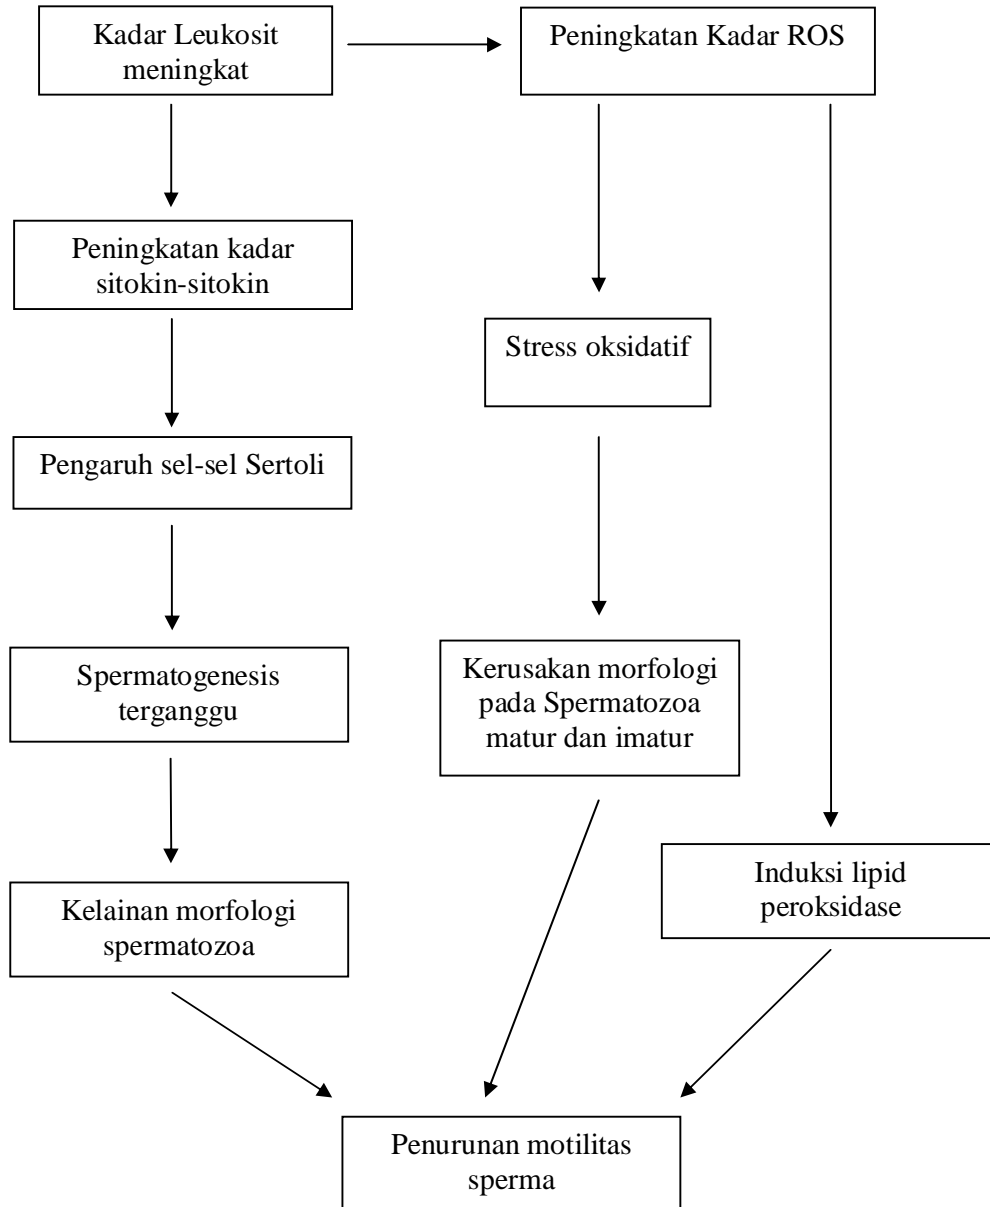 Kadar Leukosit
meningkat
Peningkatan Kadar ROS
Peningkatan kadar
sitokin-sitokin
Stress oksidatif
Pengaruh sel-sel Sertoli
Spermatogenesis
terganggu
Kerusakan morfologi
pada Spermatozoa
matur dan imatur
Induksi lipid
peroksidase
Kelainan morfologi
spermatozoa
Penurunan motilitas
sperma